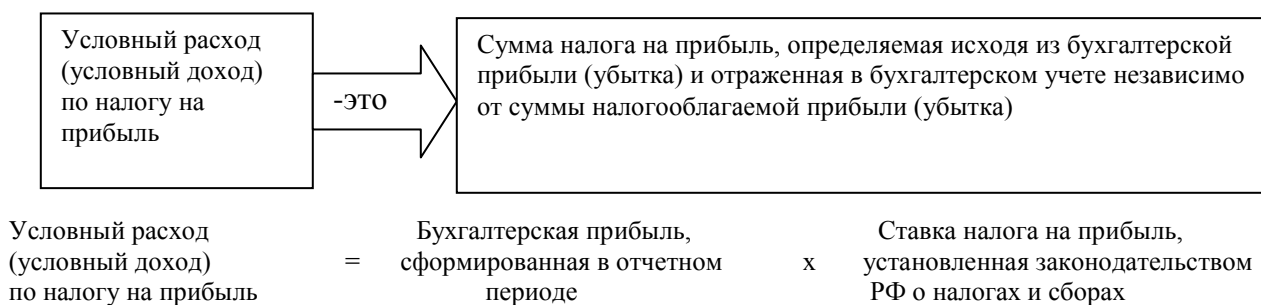 Условный расход
(условный доход)
по налогу на
прибыль
-это
Сумма налога на прибыль, определяемая исходя из бухгалтерской
прибыли (убытка) и отраженная в бухгалтерском учете независимо
от суммы налогооблагаемой прибыли (убытка)
Условный расход
(условный доход)
по налогу на прибыль
=
Бухгалтерская прибыль,
сформированная в отчетном
периоде
х
Ставка налога на прибыль,
установленная законодательством
РФ о налогах и сборах